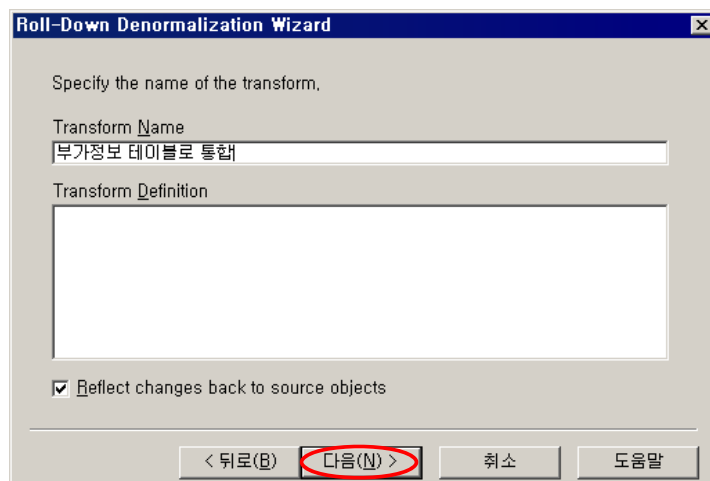 Roll-Down Denormalization Wizard
Specify the name of the transform,
Transform Name
부가정보 테이블로 통합
Transform Definition
Reflect changes back to source objects
< 뒤로(B) 다음(N) > 취소 도움말